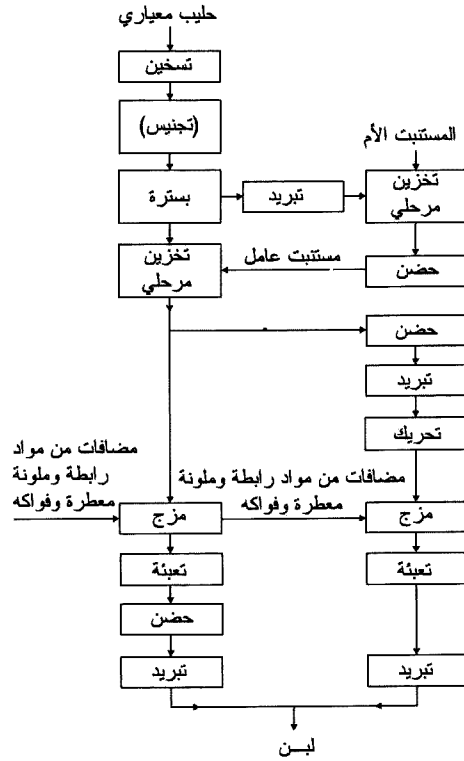 حليب معياري
تسخين
(تجنيس)
المستنبت الأم
بسترة
تبريد
تخزين
مرحلي
تخزين
مرحلي
مستنبت عامل
حضن
حضن
تبريد
تحريك
مضافات من مواد
رابطة وملونة
معطرة وفواكه
مضافات من مواد رابطة وملونة
معطرة وفواكه
مزج
مزج
تعبئة
تعبئة
حضن
تبريد
تبريد
لبـن